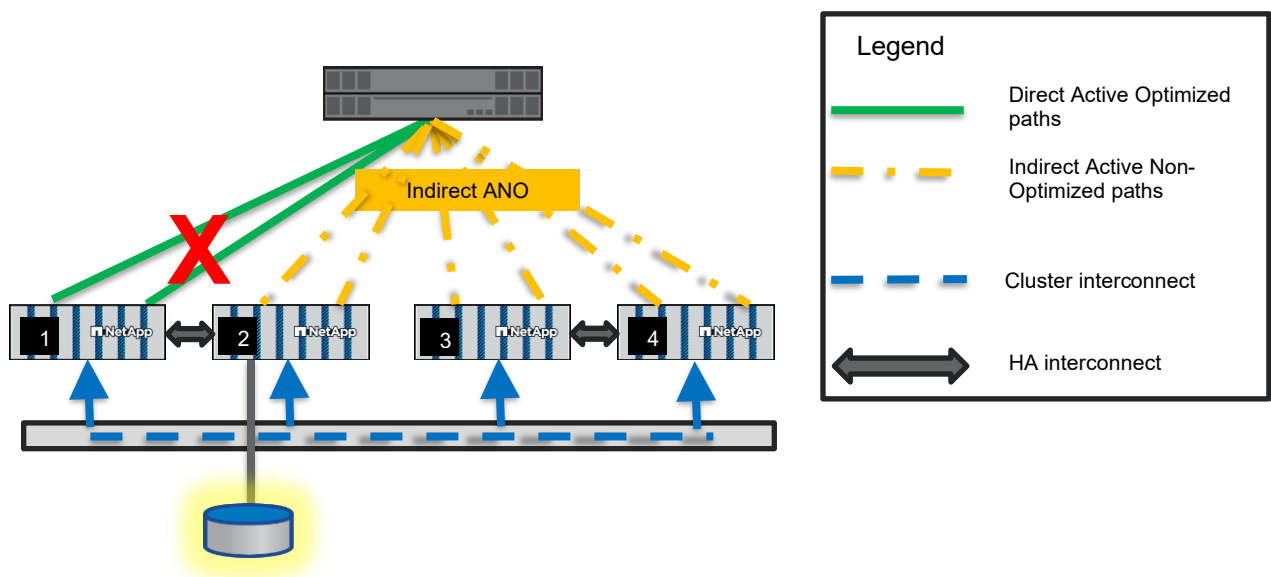 Legend
Direct Active Optimized
paths
Indirect Active Non-
Optimized paths
Cluster interconnect
HA interconnect
Indirect ANO
X
1
NetApp
2
NetApp
3
NetApp
4
NetApp